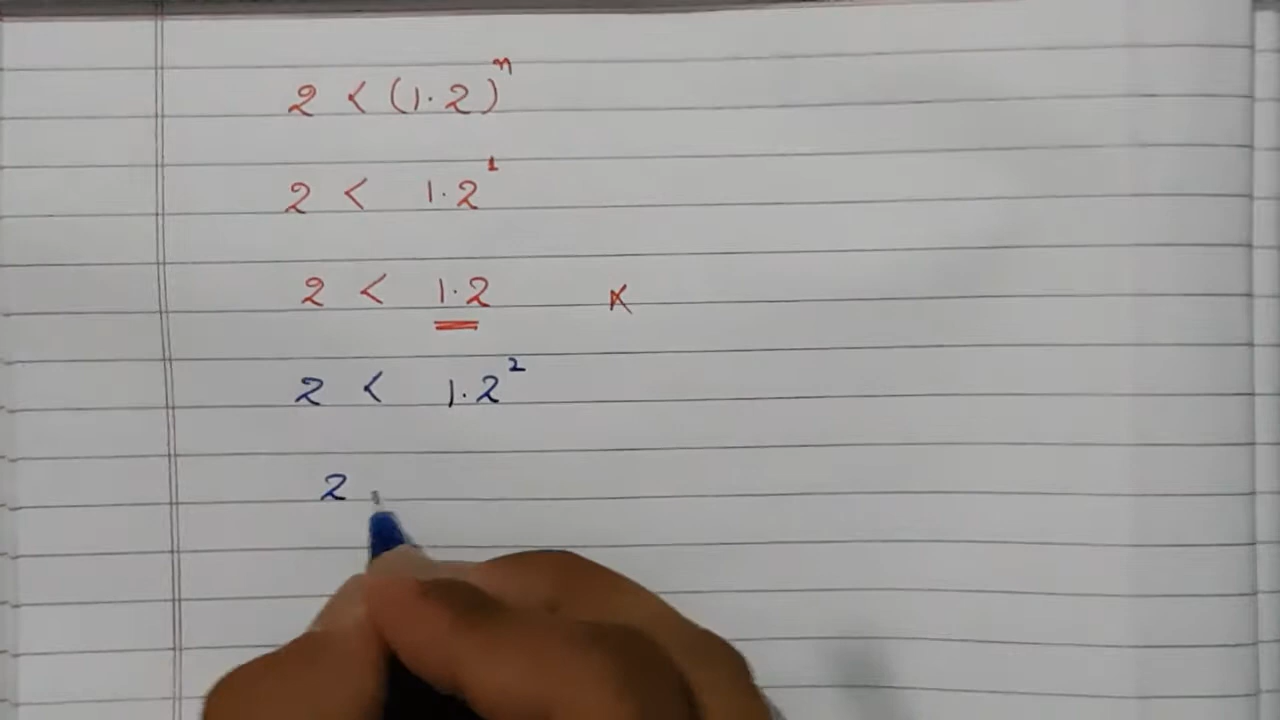 2 < (1.2)^n
2 < 1.2^1
2 < 1.2 ×
2 < 1.2^2
2